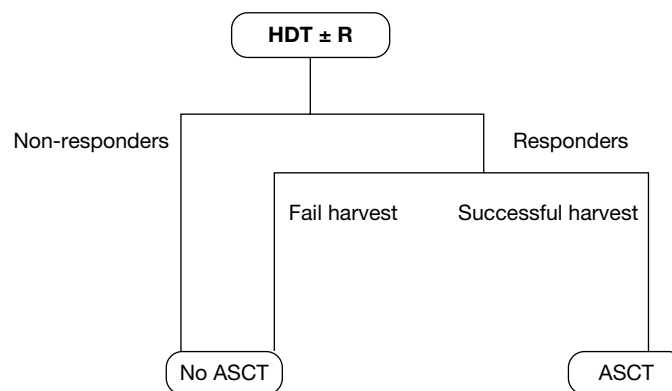 HDT ± R
Non-responders
Responders
Fail harvest
Successful harvest
No ASCT
ASCT